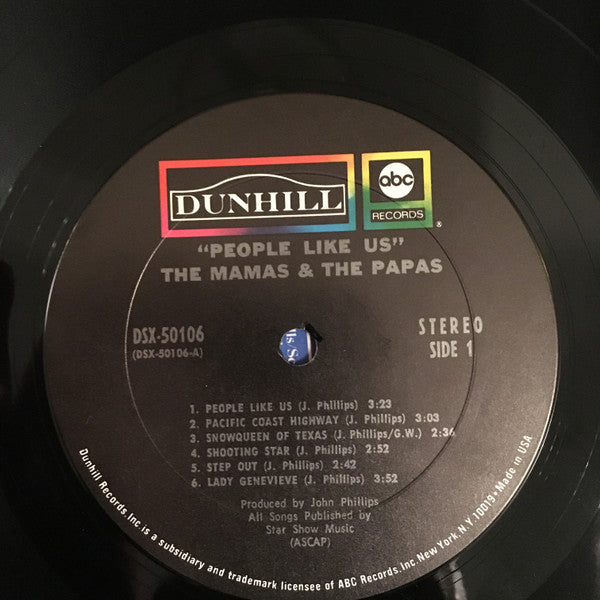 DUNHILL
abc
RECORDS
®
"PEOPLE LIKE US"
THE MAMAS & THE PAPAS
DSX-50106
(DSX-50106-A)
STEREO
SIDE 1
1. PEOPLE LIKE US (J. Phillips) 3:23
2. PACIFIC COAST HIGHWAY (J. Phillips) 3:03
3. SNOWQUEEN OF TEXAS (J. Phillips/G.W.) 2:36
4. SHOOTING STAR (J. Phillips) 2:52
5. STEP OUT (J. Phillips) 2:42
6. LADY GENEVIEVE (J. Phillips) 3:52
Produced by John Phillips
All Songs Published by
Star Show Music
(ASCAP)
Dunhill Records, Inc. is a subsidiary and trademark licensee of ABC Records, Inc. New York, N.Y. 10019 • Made in USA